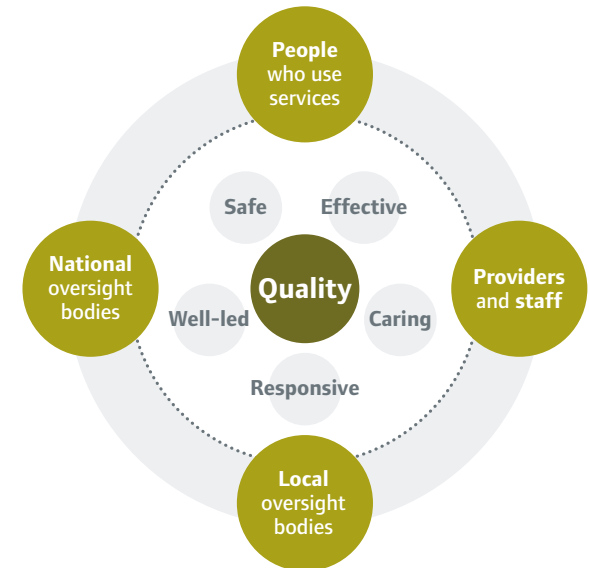 People
who use
services
Safe
Effective
National
oversight
bodies
Quality
Providers
and staff
Well-led
Caring
Responsive
Local
oversight
bodies